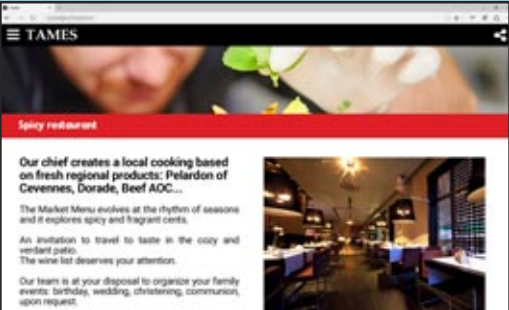 TAMES
Spicy restaurant
Our chief creates a local cooking based
on fresh regional products: Pelardon of
Cevennes, Dorade, Beef AOC...
The Market Menu evolves at the rhythm of seasons
and it explores spicy and fragrant cents.
An invitation to travel to taste in the cozy and
verdant patio.
The wine list deserves your attention.
Our team is at your disposal to organize your family
events: birthday, wedding, christening, communion,
upon request.